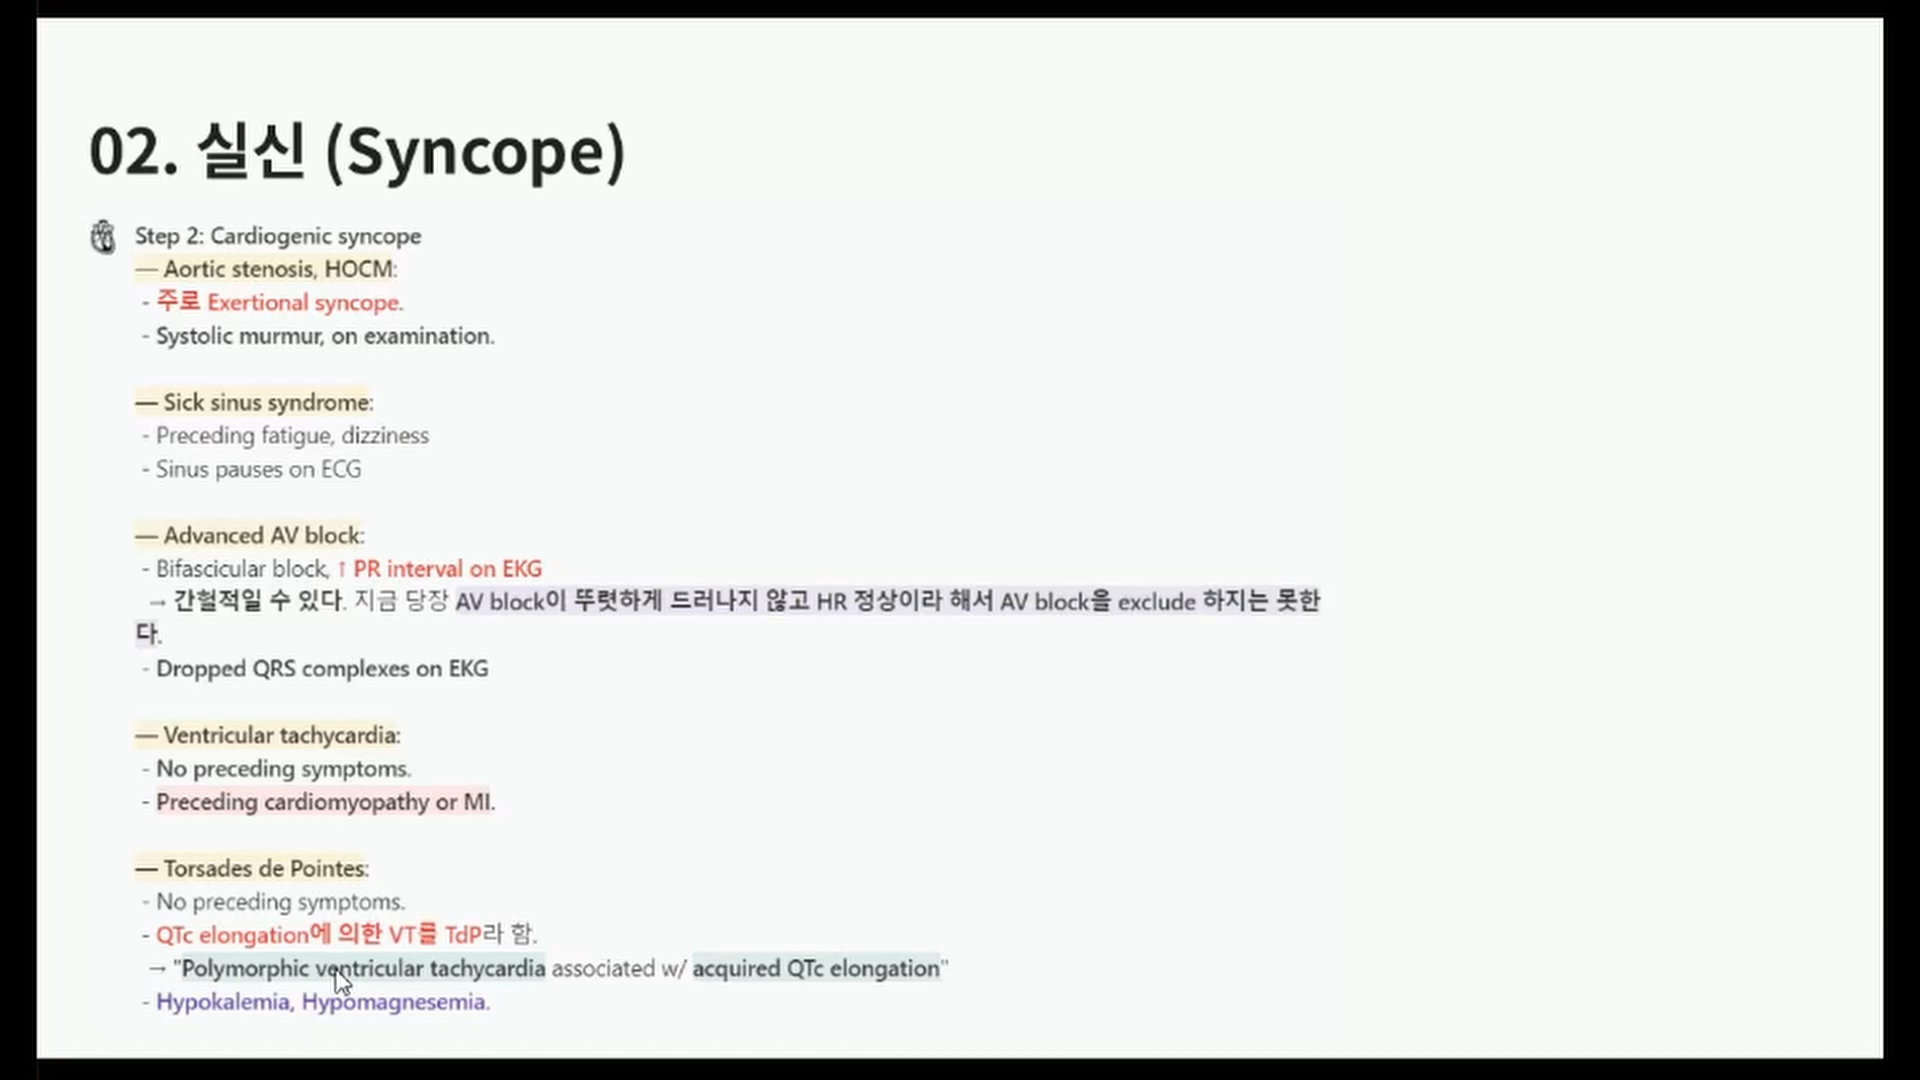 02. 실신 (Syncope)
Step 2: Cardiogenic syncope
— Aortic stenosis, HOCM:
- 주로 Exertional syncope.
- Systolic murmur, on examination.
— Sick sinus syndrome:
- Preceding fatigue, dizziness
- Sinus pauses on ECG
— Advanced AV block:
- Bifascicular block, ↑ PR interval on EKG
→ 간헐적일 수 있다. 지금 당장 AV block이 뚜렷하게 드러나지 않고 HR 정상이라 해서 AV block을 exclude 하지는 못한
다.
- Dropped QRS complexes on EKG
— Ventricular tachycardia:
- No preceding symptoms.
- Preceding cardiomyopathy or MI.
— Torsades de Pointes:
- No preceding symptoms.
- QTc elongation에 의한 VT를 TdP라 함.
→ "Polymorphic ventricular tachycardia associated w/ acquired QTc elongation"
- Hypokalemia, Hypomagnesemia.